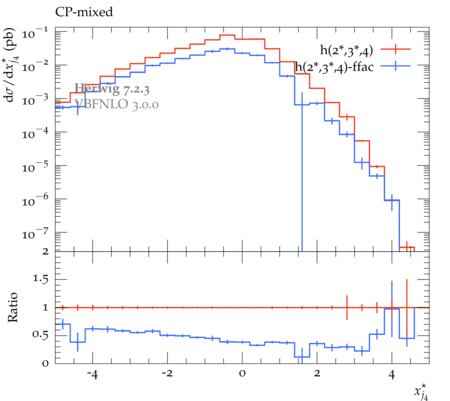 CP-mixed
dσ/dx*j4 (pb)
10⁻¹
10⁻²
10⁻³
10⁻⁴
10⁻⁵
10⁻⁶
10⁻⁷
h(2*,3*,4)
h(2*,3*,4)-ffac
Herwig 7.2.3
VBFNLO 3.0.0
Ratio
2
1.5
1
0.5
0
-4 -2 0 2 4
x*j4